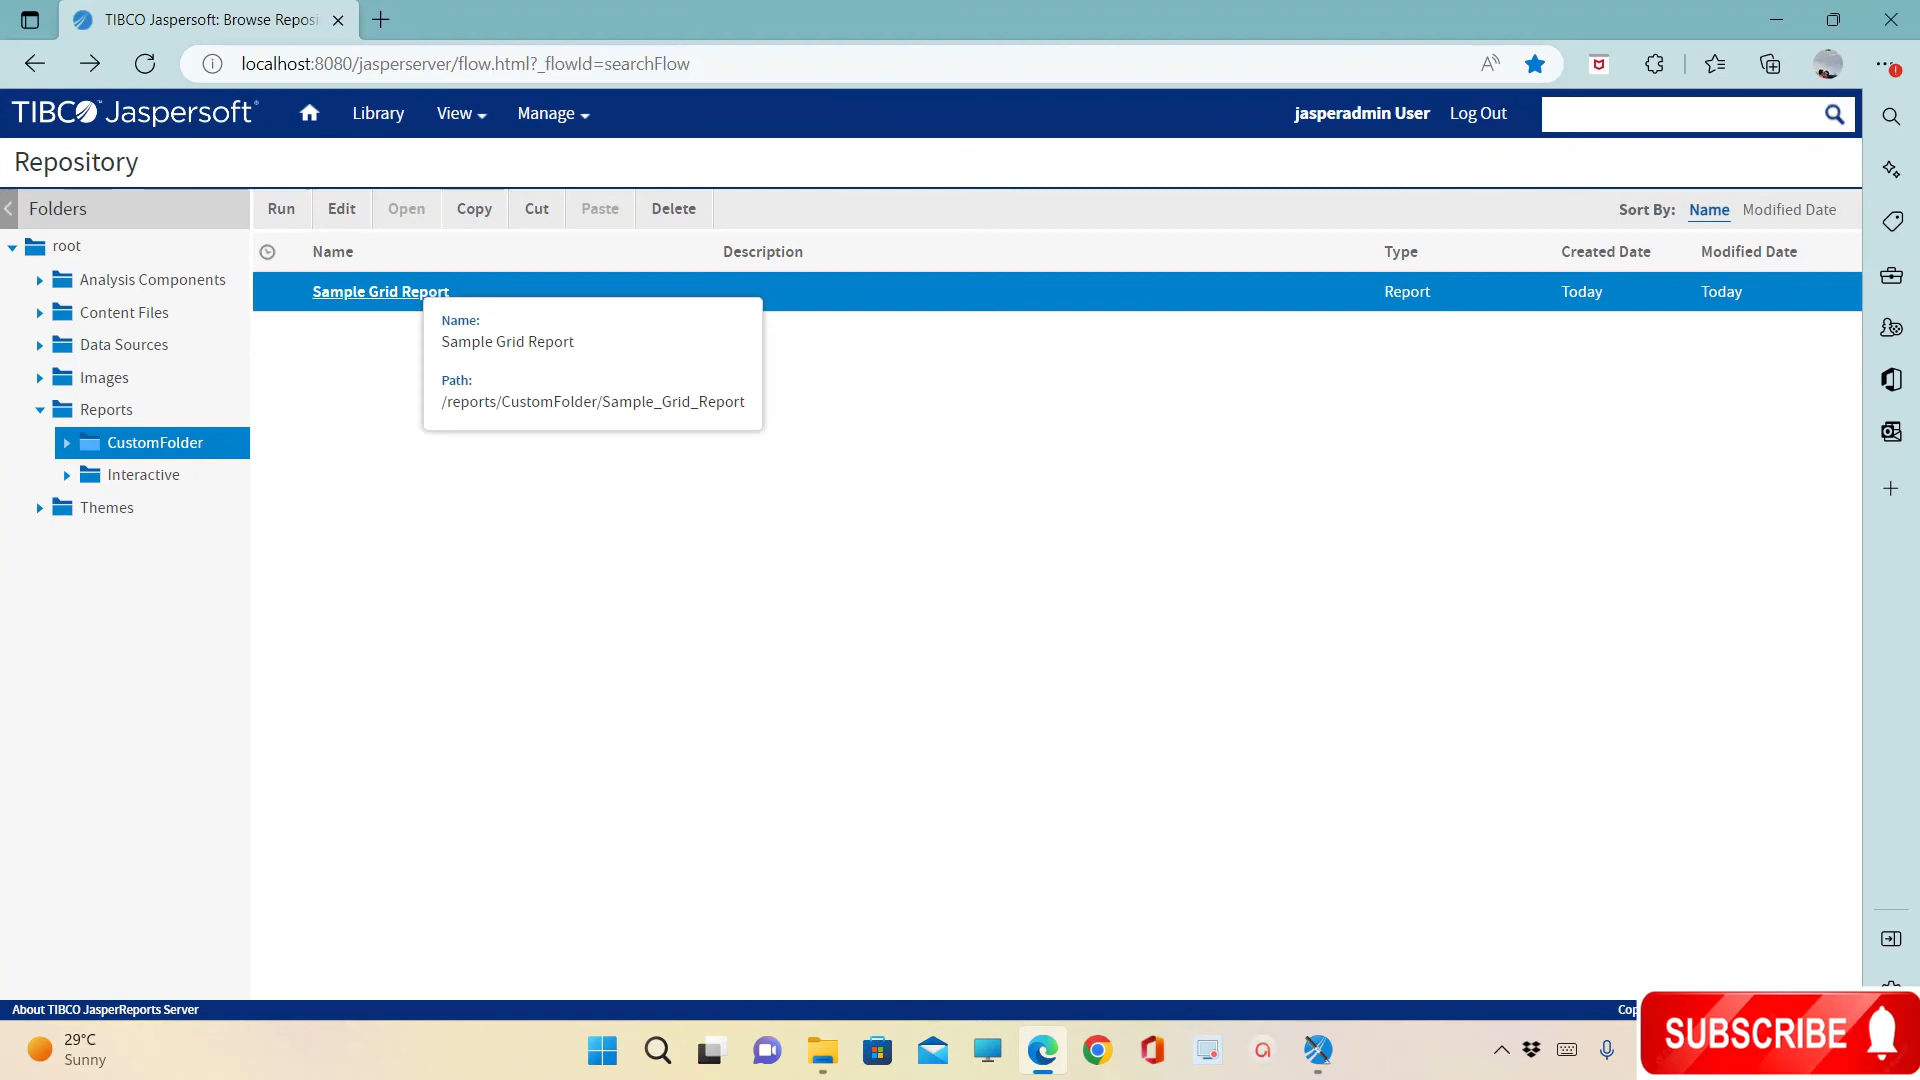 TIBCO Jaspersoft: Browse Reposi
localhost:8080/jasperserver/flow.html?_flowId=searchFlow
TIBCO Jaspersoft
Library
View
Manage
jasperadmin User
Log Out
Repository
Folders
Run
Edit
Open
Copy
Cut
Paste
Delete
Sort By:
Name
Modified Date
root
Analysis Components
Content Files
Data Sources
Images
Reports
CustomFolder
Interactive
Themes
Name
Description
Type
Created Date
Modified Date
Sample Grid Report
Report
Today
Today
Name:
Sample Grid Report
Path:
/reports/CustomFolder/Sample_Grid_Report
About TIBCO JasperReports Server
Cop
SUBSCRIBE
29°C
Sunny